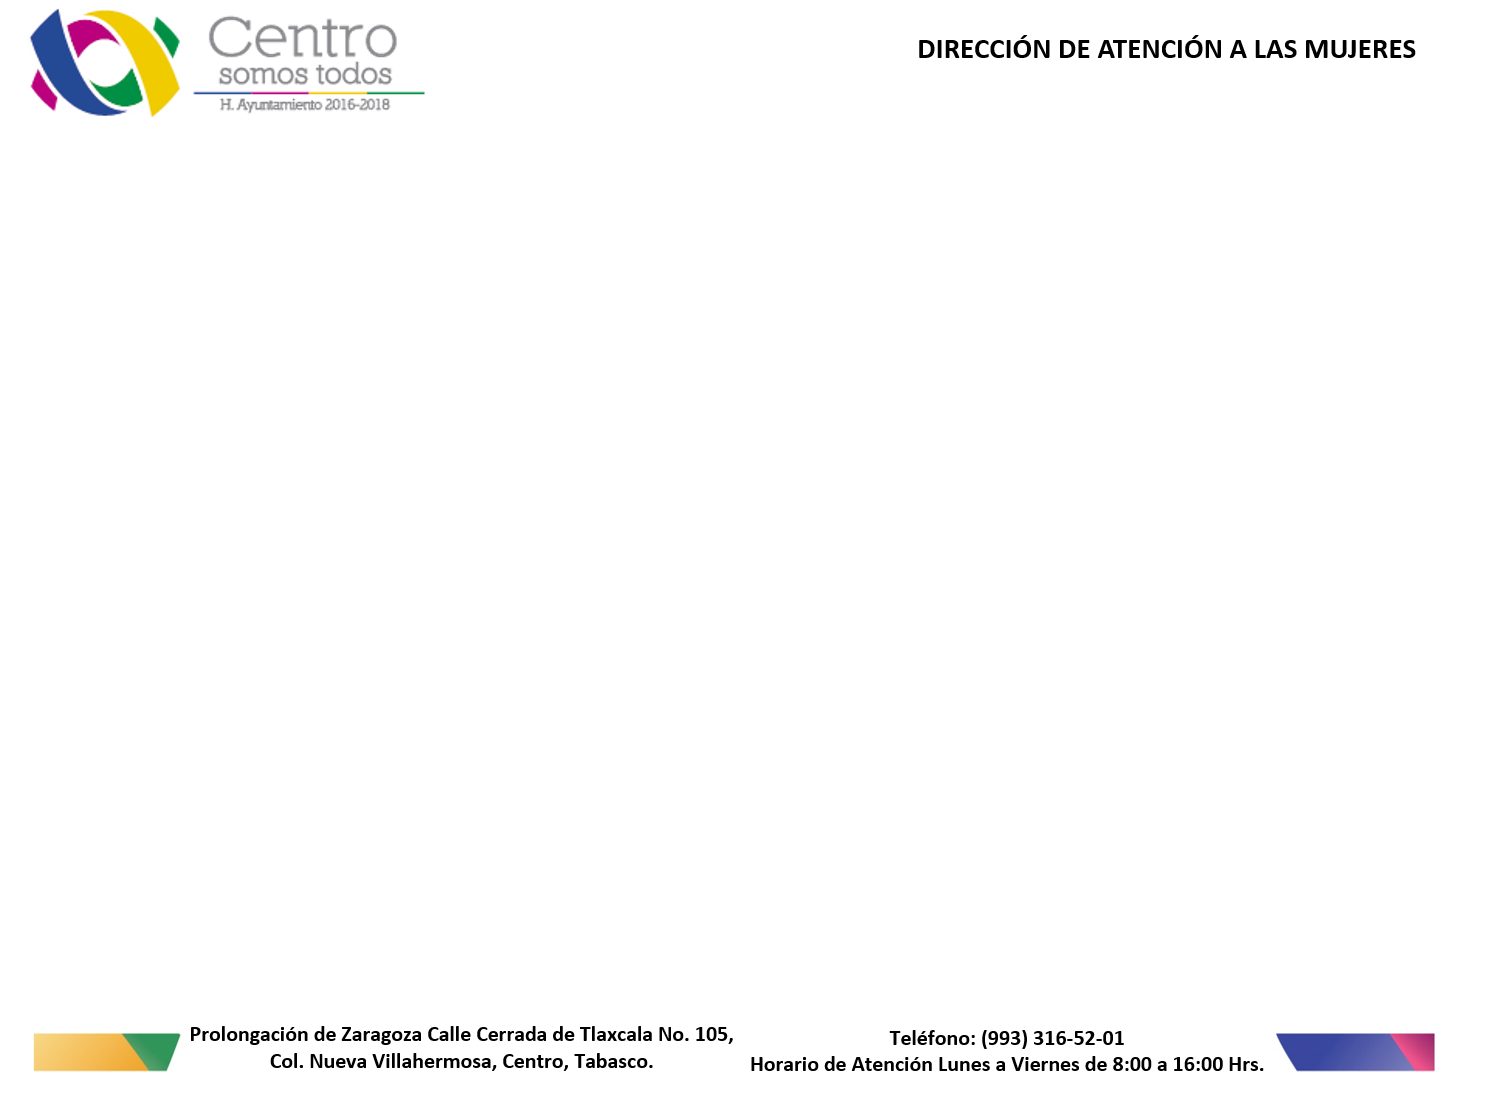 Centro
somos todos
H. Ayuntamiento 2016-2018
DIRECCIÓN DE ATENCIÓN A LAS MUJERES
Prolongación de Zaragoza Calle Cerrada de Tlaxcala No. 105,
Col. Nueva Villahermosa, Centro, Tabasco.
Teléfono: (993) 316-52-01
Horario de Atención Lunes a Viernes de 8:00 a 16:00 Hrs.